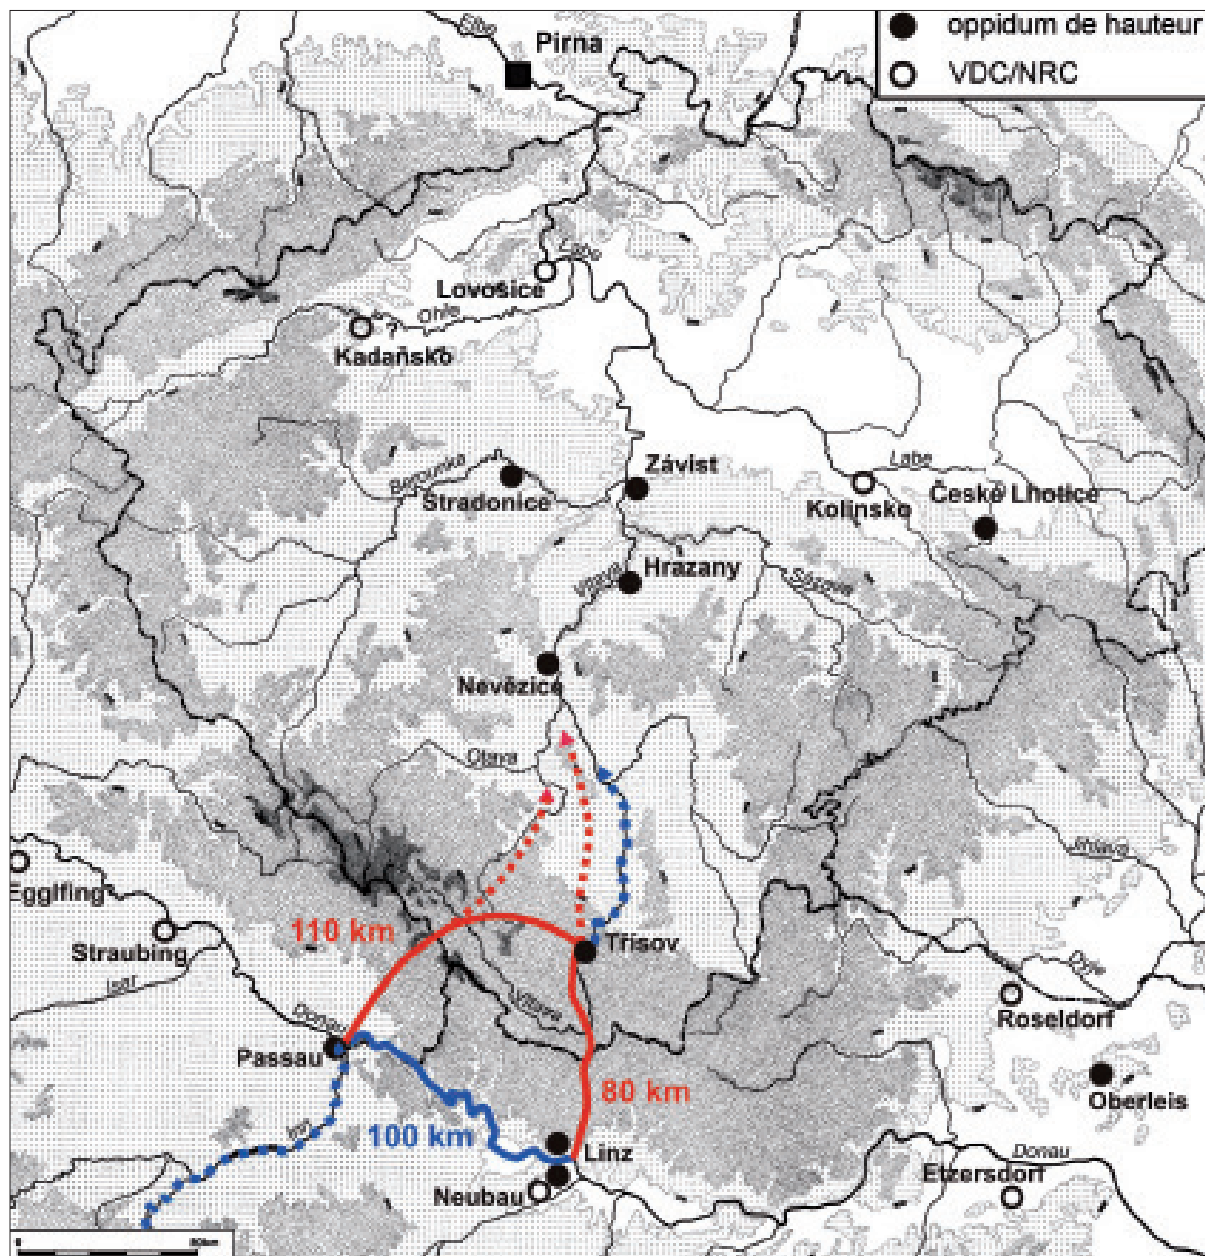 Elbe
Pirna
oppidum de hauteur
VDC/NRC
Labe
Lovošice
Ohře
?
Kadaňsko
Závist
Berounka
Labe
Stradonice
Kolínsko
České Lhotice
Hrazany
Vltava
Sázava
Nevězice
Otava
Jihlava
Egglfing
110 km
Straubing
Třísov
Isar
Dyje
Vltava
Donau
Roseldorf
Passau
80 km
Oberleis
Inn
100 km
Linz
Donau
Etzersdorf
Neubau
0